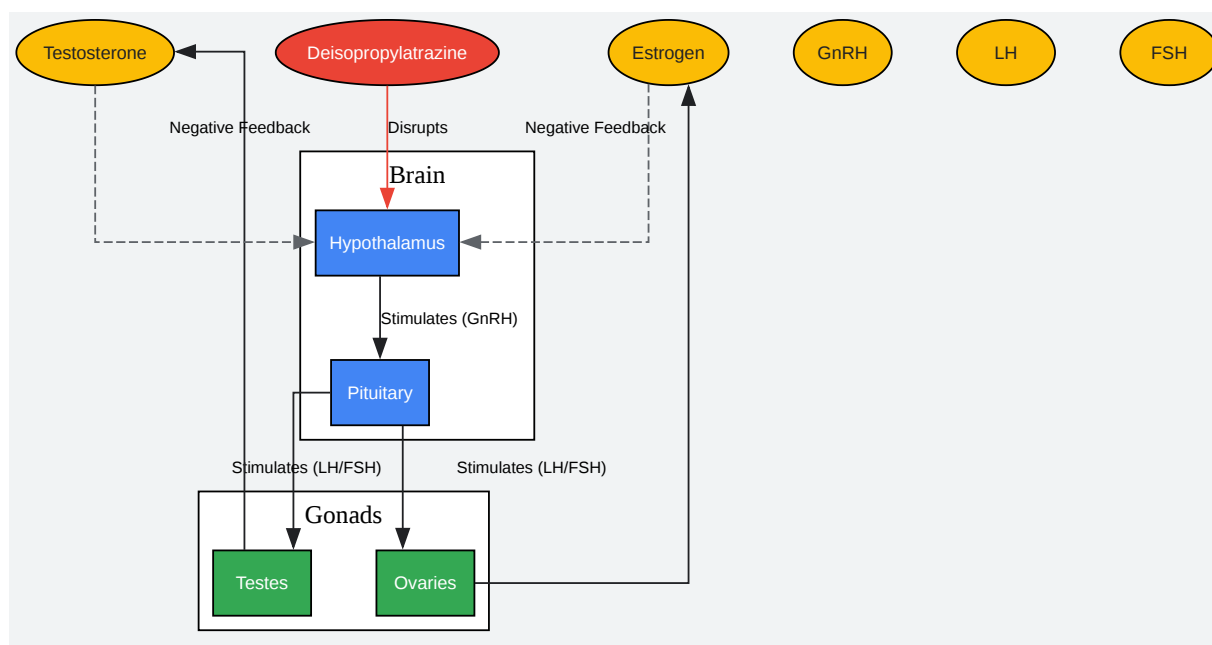 Testosterone
Deisopropylatrazine
Estrogen
GnRH
LH
FSH
Negative Feedback
Disrupts
Negative Feedback
Brain
Hypothalamus
Stimulates (GnRH)
Pituitary
Stimulates (LH/FSH)
Stimulates (LH/FSH)
Gonads
Testes
Ovaries